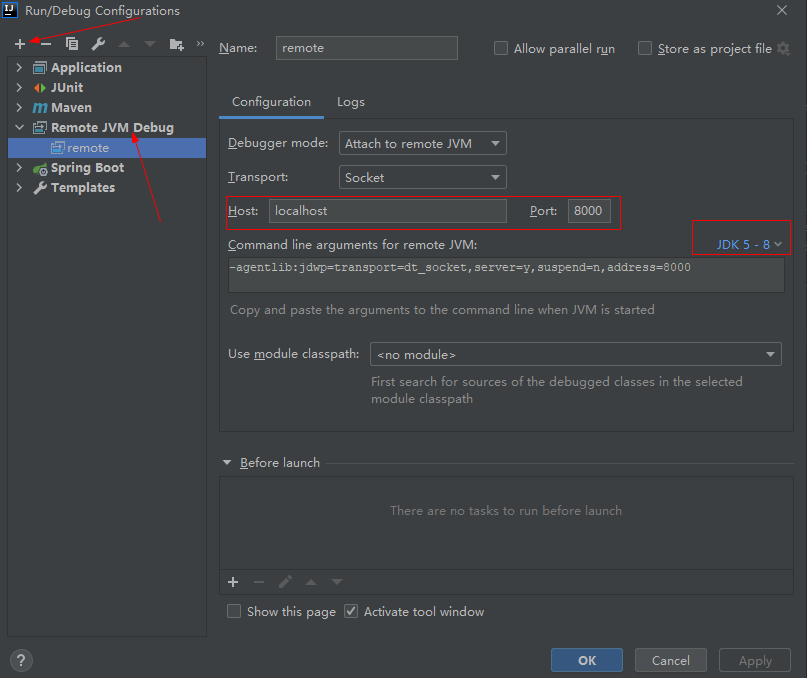 IJ Run/Debug Configurations
Name: remote
Allow parallel run
Store as project file
Application
JUnit
m Maven
Remote JVM Debug
remote
Spring Boot
Templates
Configuration Logs
Debugger mode: Attach to remote JVM
Transport: Socket
Host: localhost Port: 8000
Command line arguments for remote JVM: JDK 5 - 8
-agentlib:jdwp=transport=dt_socket,server=y,suspend=n,address=8000
Copy and paste the arguments to the command line when JVM is started
Use module classpath: <no module>
First search for sources of the debugged classes in the selected
module classpath
Before launch
There are no tasks to run before launch
Show this page Activate tool window
? OK Cancel Apply